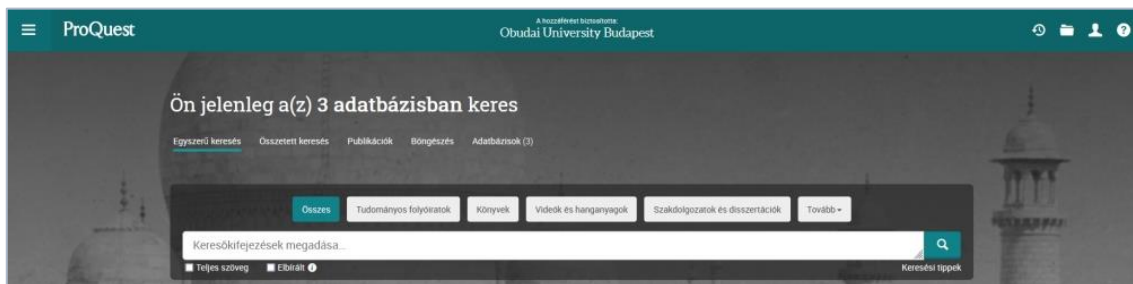 ProQuest
A hozzáférést biztosította:
Obudai University Budapest
Ön jelenleg a(z) 3 adatbázisban keres
Egyszerű keresés Összetett keresés Publikációk Böngészés Adatbázisok (3)
Összes Tudományos folyóiratok Könyvek Videók és hanganyagok Szakdolgozatok és disszertációk Tovább
Keresőkifejezések megadása...
Teljes szöveg Elbírált
Keresési tippek